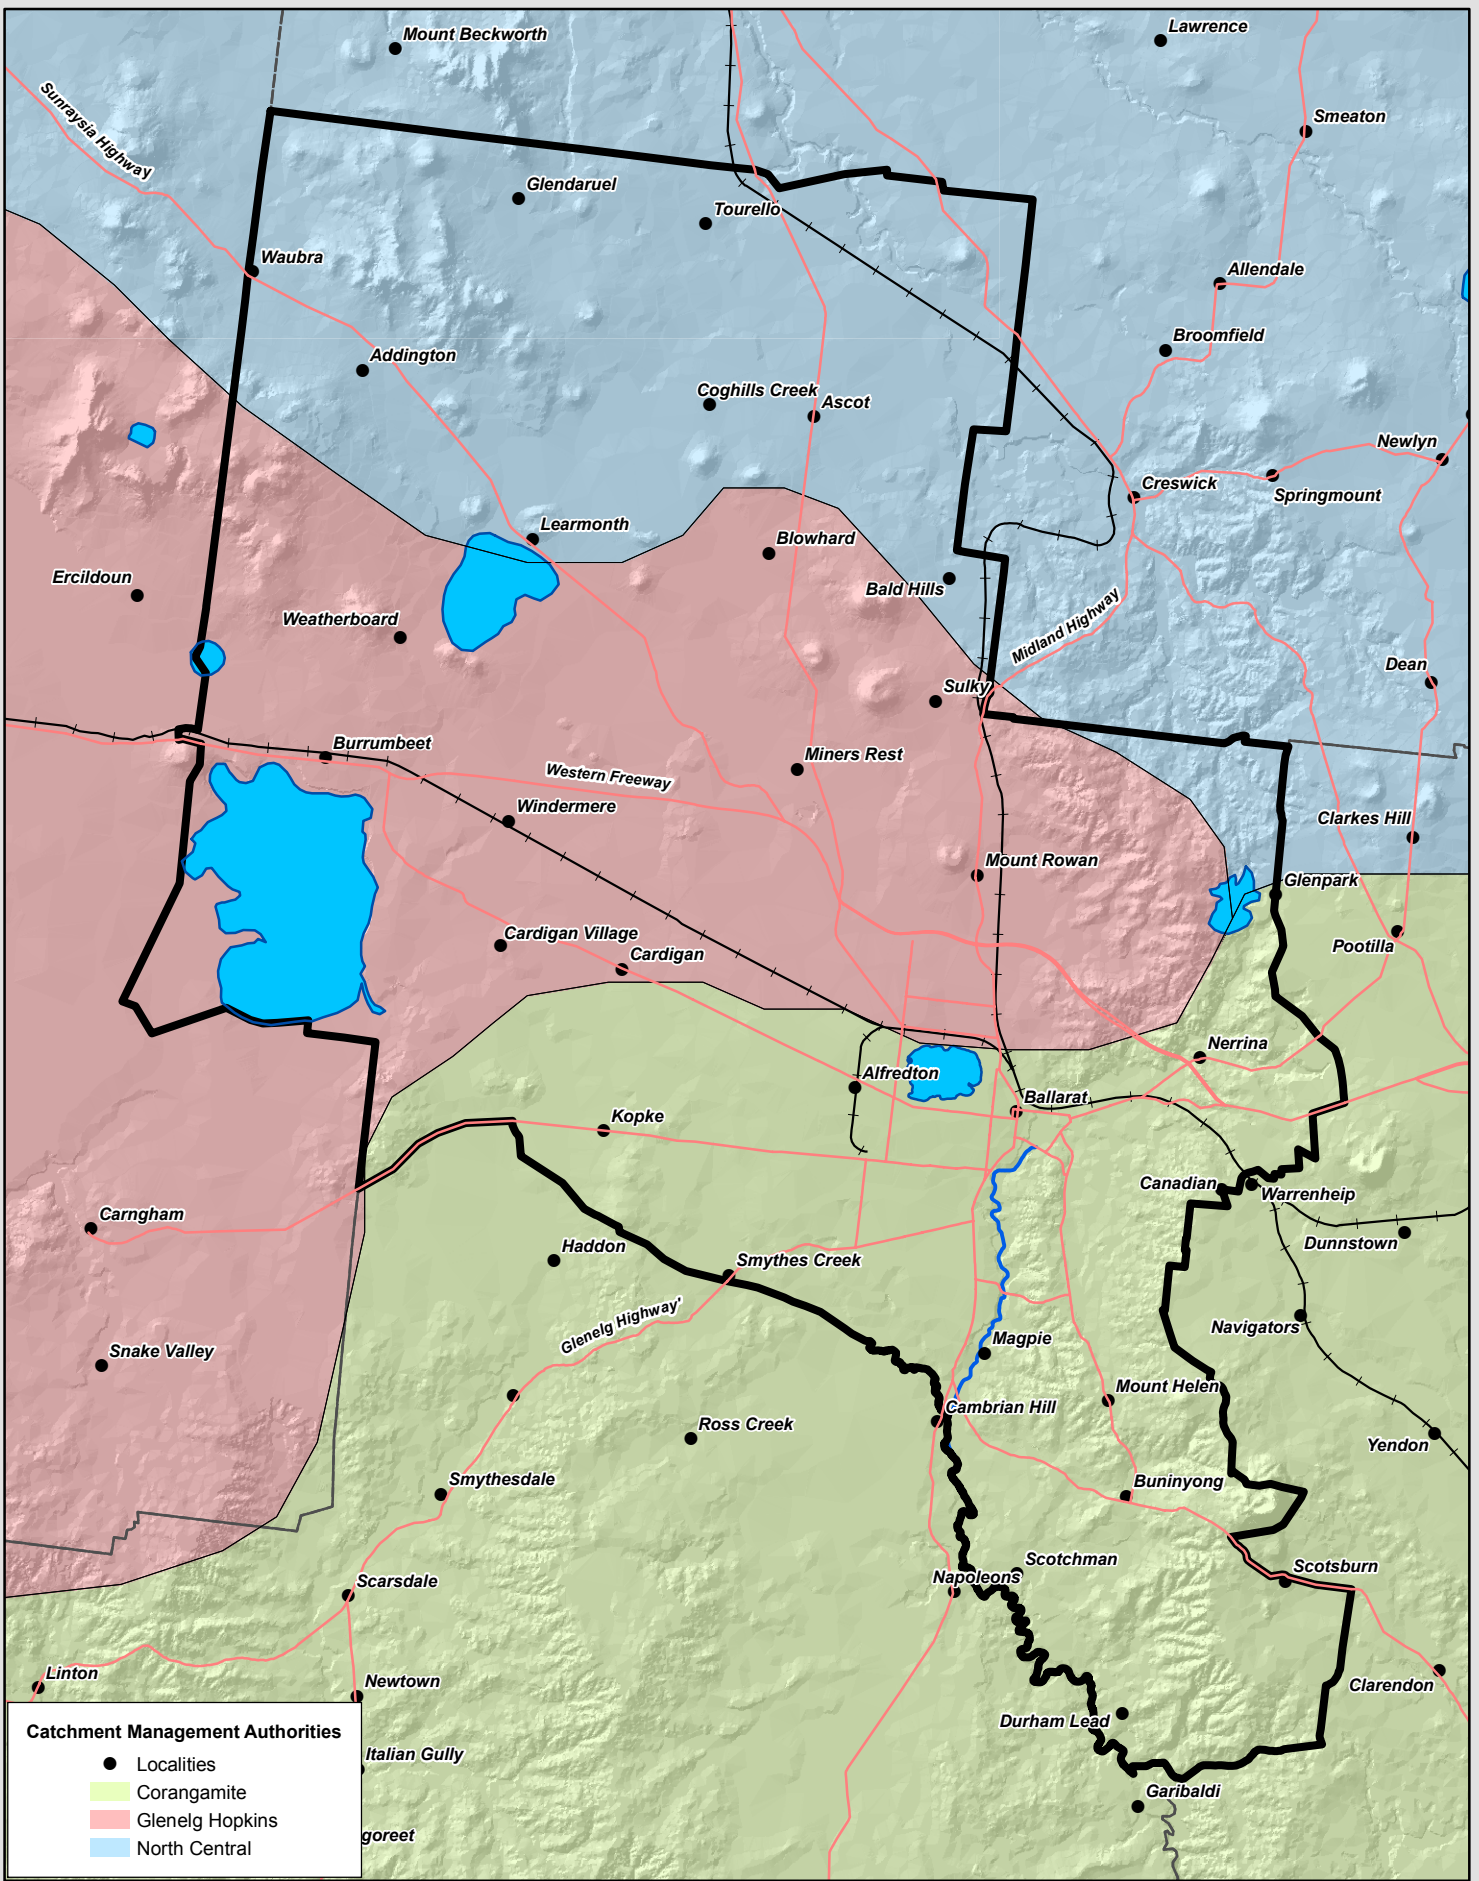 Mount Beckworth
Lawrence
Sunraysia Highway
Smeaton
Glendaruel
Tourello
Waubra
Allendale
Broomfield
Addington
Coghills Creek
Ascot
Newlyn
Creswick
Springmount
Learmonth
Blowhard
Ercildoun
Bald Hills
Weatherboard
Midland Highway
Dean
Sulky
Burrumbeet
Miners Rest
Western Freeway
Windermere
Clarkes Hill
Mount Rowan
Glenpark
Cardigan Village
Pootilla
Cardigan
Nerrina
Alfredton
Ballarat
Kopke
Canadian
Warrenheip
Carngham
Dunnstown
Haddon
Smythes Creek
Glenelg Highway'
Navigators
Magpie
Snake Valley
Mount Helen
Cambrian Hill
Ross Creek
Yendon
Smythesdale
Buninyong
Scotchman
Scotsburn
Napoleons
Scarsdale
Linton
Newtown
Clarendon
Durham Lead
Italian Gully
Garibaldi
goreet
Catchment Management Authorities
Localities
Corangamite
Glenelg Hopkins
North Central